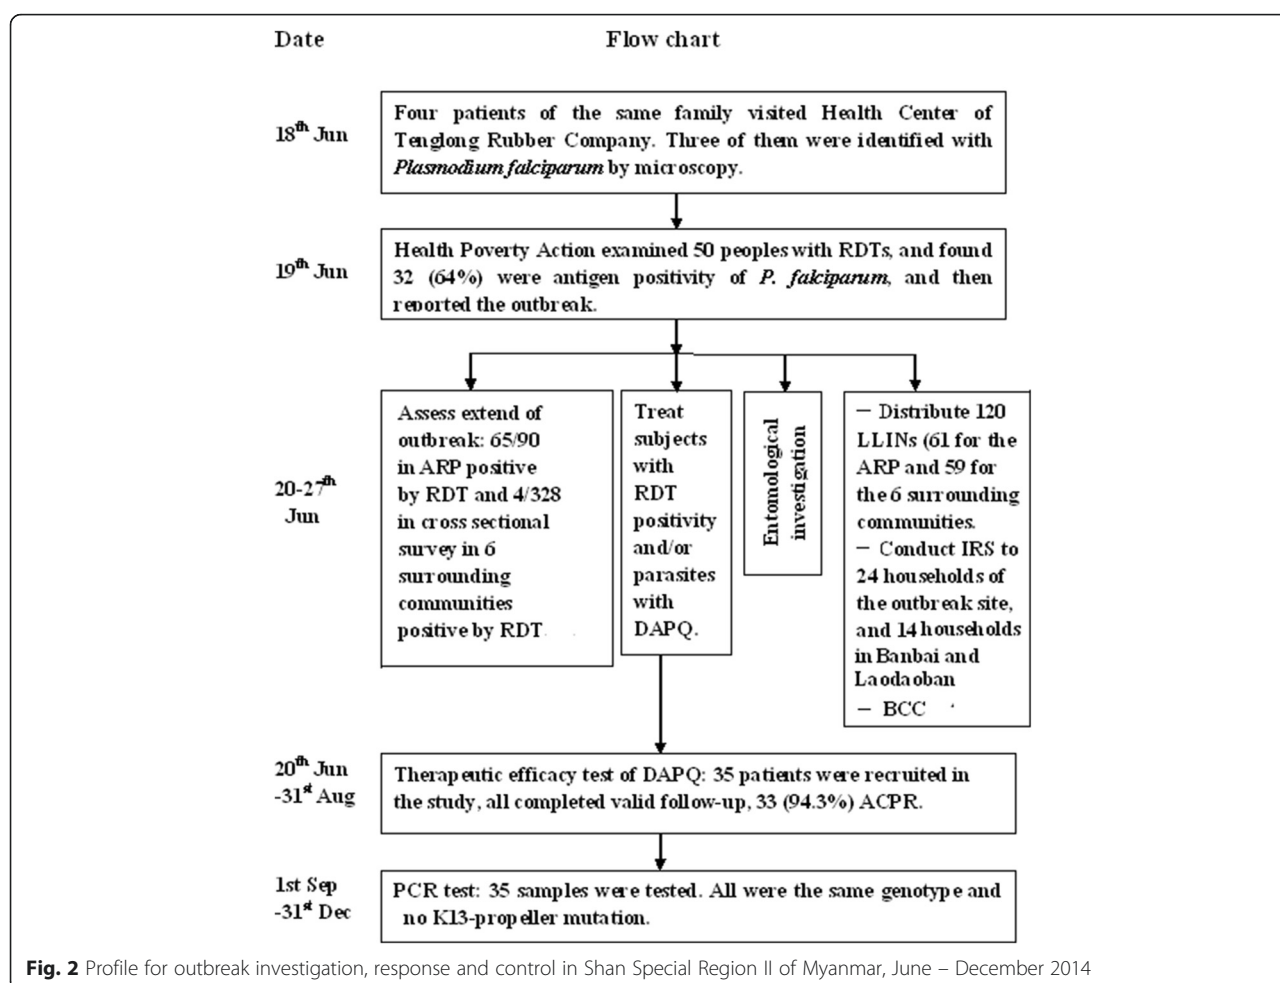 Date Flow chart
18th Jun
Four patients of the same family visited Health Center of
Tenglong Rubber Company. Three of them were identified with
Plasmodium falciparum by microscopy.
19th Jun
Health Poverty Action examined 50 peoples with RDTs, and found
32 (64%) were antigen positivity of P. falciparum, and then
reported the outbreak.
20-27th
Jun
Assess extend of
outbreak: 65/90
in ARP positive
by RDT and 4/328
in cross sectional
survey in 6
surrounding
communities
positive by RDT
Treat
subjects
with
RDT
positivity
and/or
parasites
with
DAPQ.
Entomological
investigation
— Distribute 120
LLINs (61 for the
ARP and 59 for
the 6 surrounding
communities.
— Conduct IRS to
24 households of
the outbreak site,
and 14 households
in Banbai and
Laodaoban
— BCC
20th Jun
-31st Aug
Therapeutic efficacy test of DAPQ: 35 patients were recruited in
the study, all completed valid follow-up, 33 (94.3%) ACPR.
1st Sep
-31st Dec
PCR test: 35 samples were tested. All were the same genotype and
no K13-propeller mutation.
Fig. 2 Profile for outbreak investigation, response and control in Shan Special Region II of Myanmar, June – December 2014